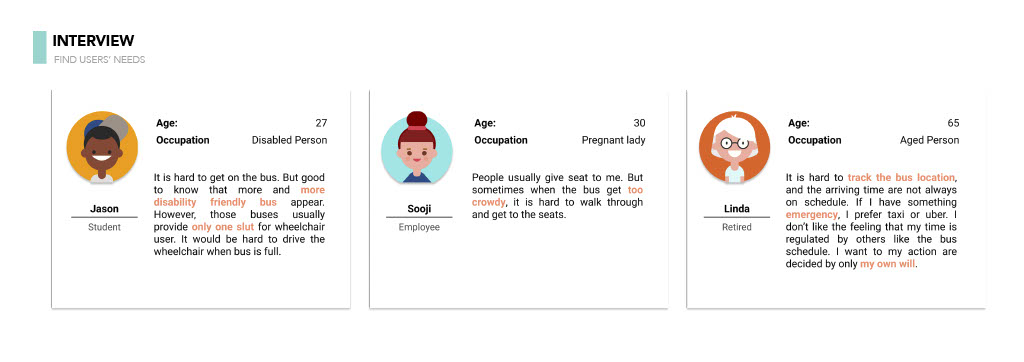 INTERVIEW
FIND USERS' NEEDS
Age: 27
Occupation Disabled Person
It is hard to get on the bus. But good
to know that more and more
disability friendly bus appear.
However, those buses usually
provide only one slut for wheelchair
user. It would be hard to drive the
wheelchair when bus is full.
Jason
Student
Age: 30
Occupation Pregnant lady
People usually give seat to me. But
sometimes when the bus get too
crowdy, it is hard to walk through
and get to the seats.
Sooji
Employee
Age: 65
Occupation Aged Person
It is hard to track the bus location,
and the arriving time are not always
on schedule. If I have something
emergency, I prefer taxi or uber. I
don't like the feeling that my time is
regulated by others like the bus
schedule. I want to my action are
decided by only my own will.
Linda
Retired